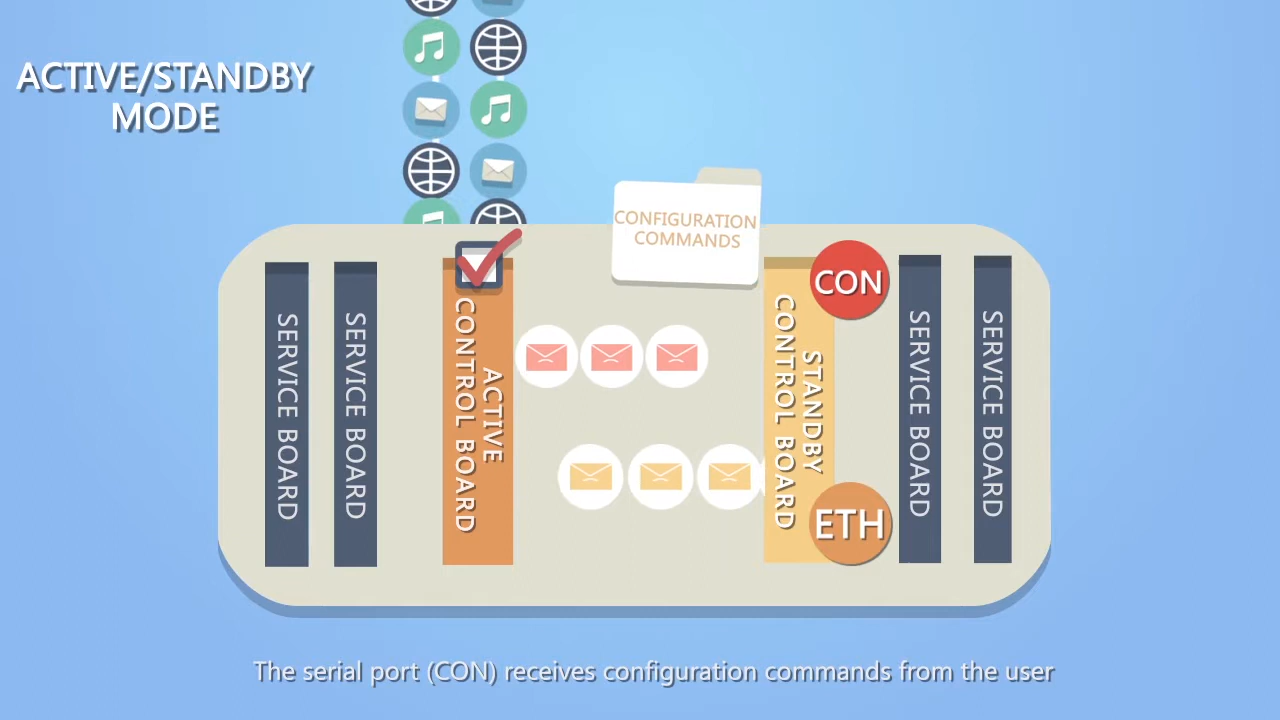 ACTIVE/STANDBY
MODE
CONFIGURATION
COMMANDS
SERVICE BOARD
SERVICE BOARD
ACTIVE
CONTROL BOARD
STANDBY
CONTROL BOARD
CON
ETH
SERVICE BOARD
SERVICE BOARD
The serial port (CON) receives configuration commands from the user